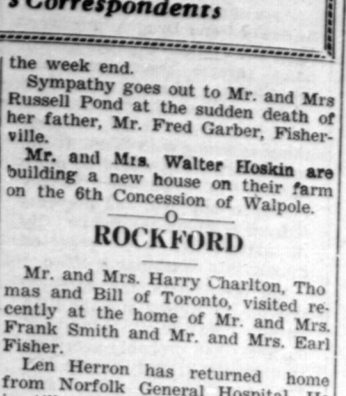 's Correspondents
the week end.
Sympathy goes out to Mr. and Mrs
Russell Pond at the sudden death of
her father, Mr. Fred Garber, Fisher-
ville.
Mr. and Mrs. Walter Hoskin are
building a new house on their farm
on the 6th Concession of Walpole.
O
ROCKFORD
Mr. and Mrs. Harry Charlton, Tho
mas and Bill of Toronto, visited re-
cently at the home of Mr. and Mrs.
Frank Smith and Mr. and Mrs. Earl
Fisher.
Len Herron has returned home
from Norfolk General Hospital. He